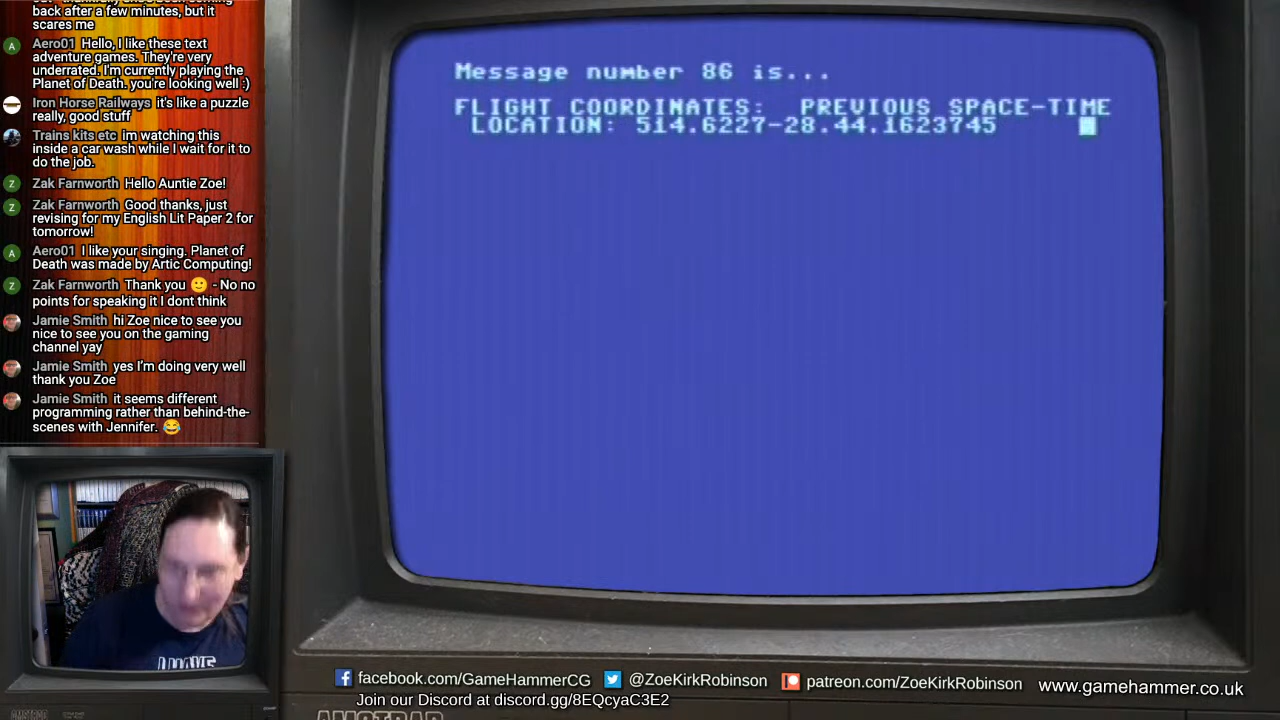 back after a few minutes, but it
scares me
Aero01 Hello, I like these text
adventure games. They're very
underrated. I'm currently playing the
Planet of Death. you're looking well :)
Iron Horse Railways it's like a puzzle
really, good stuff
Trains kits etc im watching this
inside a car wash while I wait for it to
do the job.
Zak Farnworth Hello Auntie Zoe!
Zak Farnworth Good thanks, just
revising for my English Lit Paper 2 for
tomorrow!
Aero01 I like your singing. Planet of
Death was made by Artic Computing!
Zak Farnworth Thank you 🙂 - No no
points for speaking it I dont think
Jamie Smith hi Zoe nice to see you
nice to see you on the gaming
channel yay
Jamie Smith yes I'm doing very well
thank you Zoe
Jamie Smith it seems different
programming rather than behind-the-
scenes with Jennifer. 😂
Message number 86 is...
FLIGHT COORDINATES: PREVIOUS SPACE-TIME
LOCATION: 514.6227-28.44.1623745
facebook.com/GameHammerCG @ZoeKirkRobinson patreon.com/ZoeKirkRobinson www.gamehammer.co.uk
Join our Discord at discord.gg/8EQcyaC3E2